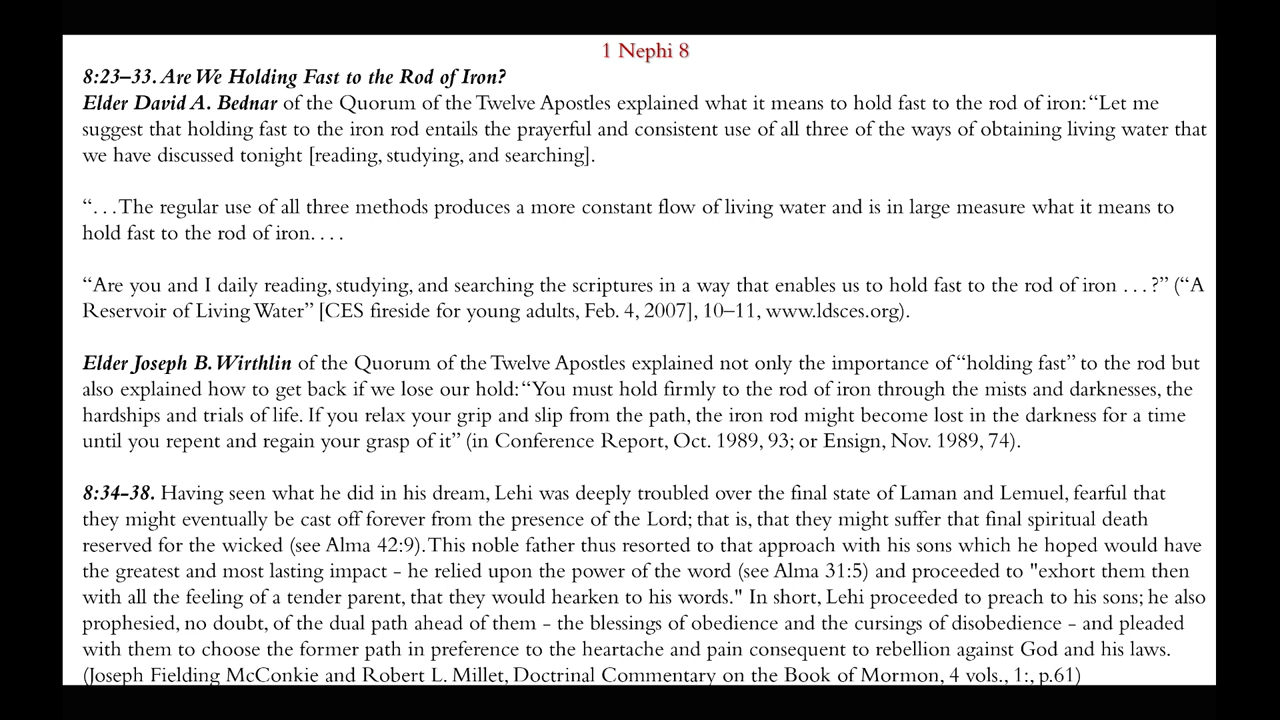 1 Nephi 8
8:23–33. Are We Holding Fast to the Rod of Iron?
Elder David A. Bednar of the Quorum of the Twelve Apostles explained what it means to hold fast to the rod of iron: “Let me
suggest that holding fast to the iron rod entails the prayerful and consistent use of all three of the ways of obtaining living water that
we have discussed tonight [reading, studying, and searching].
“. . .The regular use of all three methods produces a more constant flow of living water and is in large measure what it means to
hold fast to the rod of iron. . . .
“Are you and I daily reading, studying, and searching the scriptures in a way that enables us to hold fast to the rod of iron . . . ?” (“A
Reservoir of Living Water” [CES fireside for young adults, Feb. 4, 2007], 10–11, www.ldsces.org).
Elder Joseph B. Wirthlin of the Quorum of the Twelve Apostles explained not only the importance of “holding fast” to the rod but
also explained how to get back if we lose our hold: “You must hold firmly to the rod of iron through the mists and darknesses, the
hardships and trials of life. If you relax your grip and slip from the path, the iron rod might become lost in the darkness for a time
until you repent and regain your grasp of it” (in Conference Report, Oct. 1989, 93; or Ensign, Nov. 1989, 74).
8:34-38. Having seen what he did in his dream, Lehi was deeply troubled over the final state of Laman and Lemuel, fearful that
they might eventually be cast off forever from the presence of the Lord; that is, that they might suffer that final spiritual death
reserved for the wicked (see Alma 42:9). This noble father thus resorted to that approach with his sons which he hoped would have
the greatest and most lasting impact - he relied upon the power of the word (see Alma 31:5) and proceeded to "exhort them then
with all the feeling of a tender parent, that they would hearken to his words." In short, Lehi proceeded to preach to his sons; he also
prophesied, no doubt, of the dual path ahead of them - the blessings of obedience and the cursings of disobedience - and pleaded
with them to choose the former path in preference to the heartache and pain consequent to rebellion against God and his laws.
(Joseph Fielding McConkie and Robert L. Millet, Doctrinal Commentary on the Book of Mormon, 4 vols., 1:, p.61)